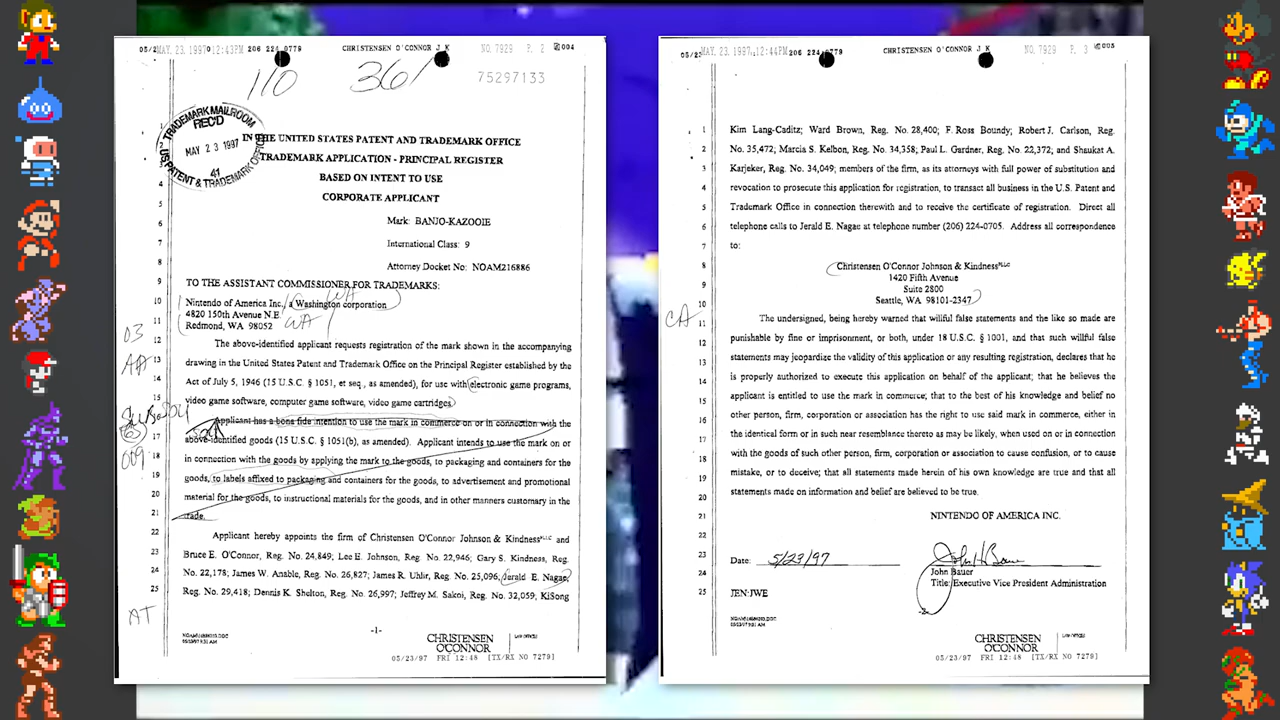 MAY. 23. 1997 12:43PM 206 224 0779 CHRISTENSEN O'CONNOR J K NO. 7929 P. 2 004
110 361
75297133
TRADEMARK MAILROOM
REC'D
MAY 23 1997
41
U.S. PATENT & TRADEMARK OFFICE
IN THE UNITED STATES PATENT AND TRADEMARK OFFICE
TRADEMARK APPLICATION - PRINCIPAL REGISTER
BASED ON INTENT TO USE
CORPORATE APPLICANT
Mark: BANJO-KAZOOIE
International Class: 9
Attorney Docket No: NOAM216886
TO THE ASSISTANT COMMISSIONER FOR TRADEMARKS:
Nintendo of America Inc., a Washington corporation
4820 150th Avenue N.E.
Redmond, WA 98052
WA
WA
03
AA
009
AT
The above-identified applicant requests registration of the mark shown in the accompanying
drawing in the United States Patent and Trademark Office on the Principal Register established by the
Act of July 5, 1946 (15 U.S.C. § 1051, et seq., as amended), for use with electronic game programs,
video game software, computer game software, video game cartridges.
Applicant has a bona fide intention to use the mark in commerce on or in connection with the
above-identified goods (15 U.S.C. § 1051(b), as amended). Applicant intends to use the mark on or
in connection with the goods by applying the mark to the goods, to packaging and containers for the
goods, to labels affixed to packaging and containers for the goods, to advertisement and promotional
material for the goods, to instructional materials for the goods, and in other manners customary in the
trade.
Applicant hereby appoints the firm of Christensen O'Connor Johnson & Kindness PLLC and
Bruce E. O'Connor, Reg. No. 24,849; Lee E. Johnson, Reg. No. 22,946; Gary S. Kindness, Reg.
No. 22,178; James W. Anable, Reg. No. 26,827; James R. Uhlir, Reg. No. 25,096, Jerald E. Nagae,
Reg. No. 29,418; Dennis K. Shelton, Reg. No. 26,997; Jeffrey M. Sakoi, Reg. No. 32,059; KiSong
-1-
CHRISTENSEN
O'CONNOR
LAW OFFICES
05/23/97 FRI 12:48 [TX/RX NO 7279]
MAY. 23. 1997 12:44PM 206 224 0779 CHRISTENSEN O'CONNOR J K NO. 7929 P. 3 005
Kim Lang-Caditz; Ward Brown, Reg. No. 28,400; F. Ross Boundy; Robert J. Carlson, Reg.
No. 35,472; Marcia S. Kelbon, Reg. No. 34,358; Paul L. Gardner, Reg. No. 22,372; and Shaukat A.
Karjeker, Reg. No. 34,049; members of the firm, as its attorneys with full power of substitution and
revocation to prosecute this application for registration, to transact all business in the U.S. Patent and
Trademark Office in connection therewith and to receive the certificate of registration. Direct all
telephone calls to Jerald E. Nagae at telephone number (206) 224-0705. Address all correspondence
to:
Christensen O'Connor Johnson & Kindness PLLC
1420 Fifth Avenue
Suite 2800
Seattle, WA 98101-2347
CA
The undersigned, being hereby warned that willful false statements and the like so made are
punishable by fine or imprisonment, or both, under 18 U.S.C. § 1001, and that such willful false
statements may jeopardize the validity of this application or any resulting registration, declares that he
is properly authorized to execute this application on behalf of the applicant; that he believes the
applicant is entitled to use the mark in commerce; that to the best of his knowledge and belief no
other person, firm, corporation or association has the right to use said mark in commerce, either in
the identical form or in such near resemblance thereto as may be likely, when used on or in connection
with the goods of such other person, firm, corporation or association to cause confusion, or to cause
mistake, or to deceive; that all statements made herein of his own knowledge are true and that all
statements made on information and belief are believed to be true.
NINTENDO OF AMERICA INC.
Date: 5/23/97
John Bauer
John Bauer
Title: Executive Vice President Administration
JEN:JWE
-2-
CHRISTENSEN
O'CONNOR
LAW OFFICES
05/23/97 FRI 12:48 [TX/RX NO 7279]